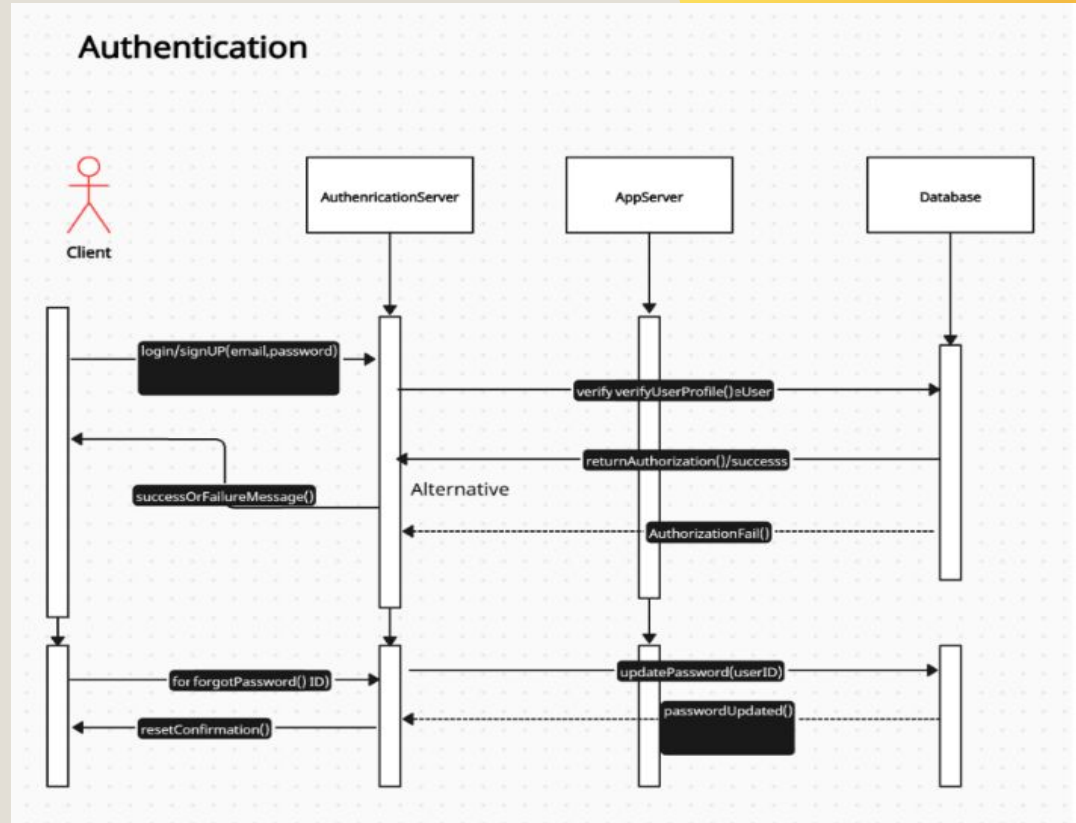 Authentication
Client
AuthenricationServer
AppServer
Database
login/signUP(email,password)
verify verifyUserProfile() eUser
returnAuthorization()/successs
successOrFailureMessage()
Alternative
AuthorizationFail()
for forgotPassword() ID)
updatePassword(userID)
passwordUpdated()
resetConfirmation()